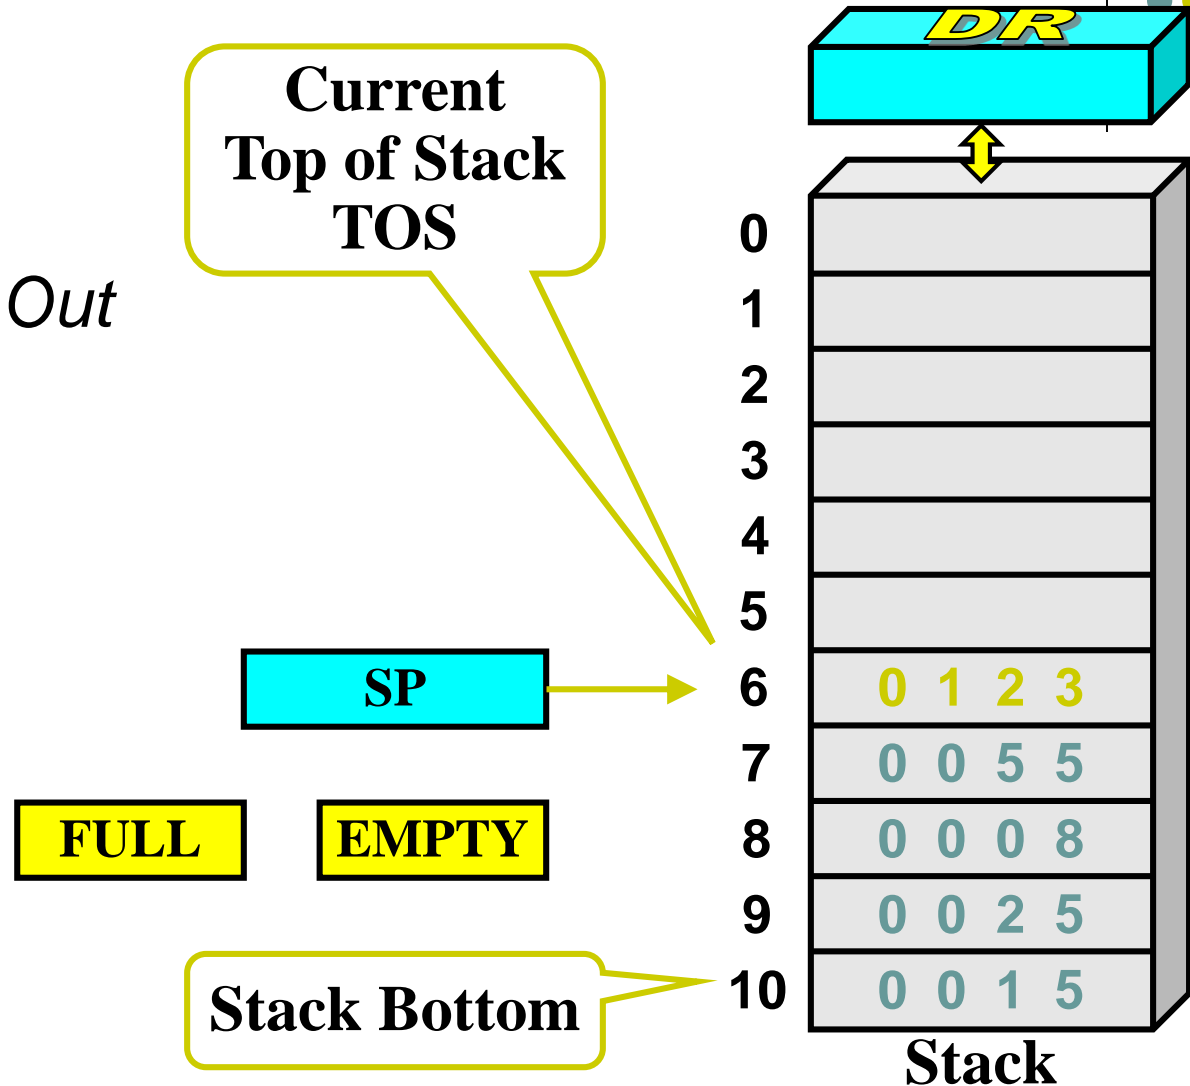 DR
Current
Top of Stack
TOS
Out
0
1
2
3
4
5
SP
6 0 1 2 3
7 0 0 5 5
FULL EMPTY
8 0 0 0 8
9 0 0 2 5
Stack Bottom
10 0 0 1 5
Stack